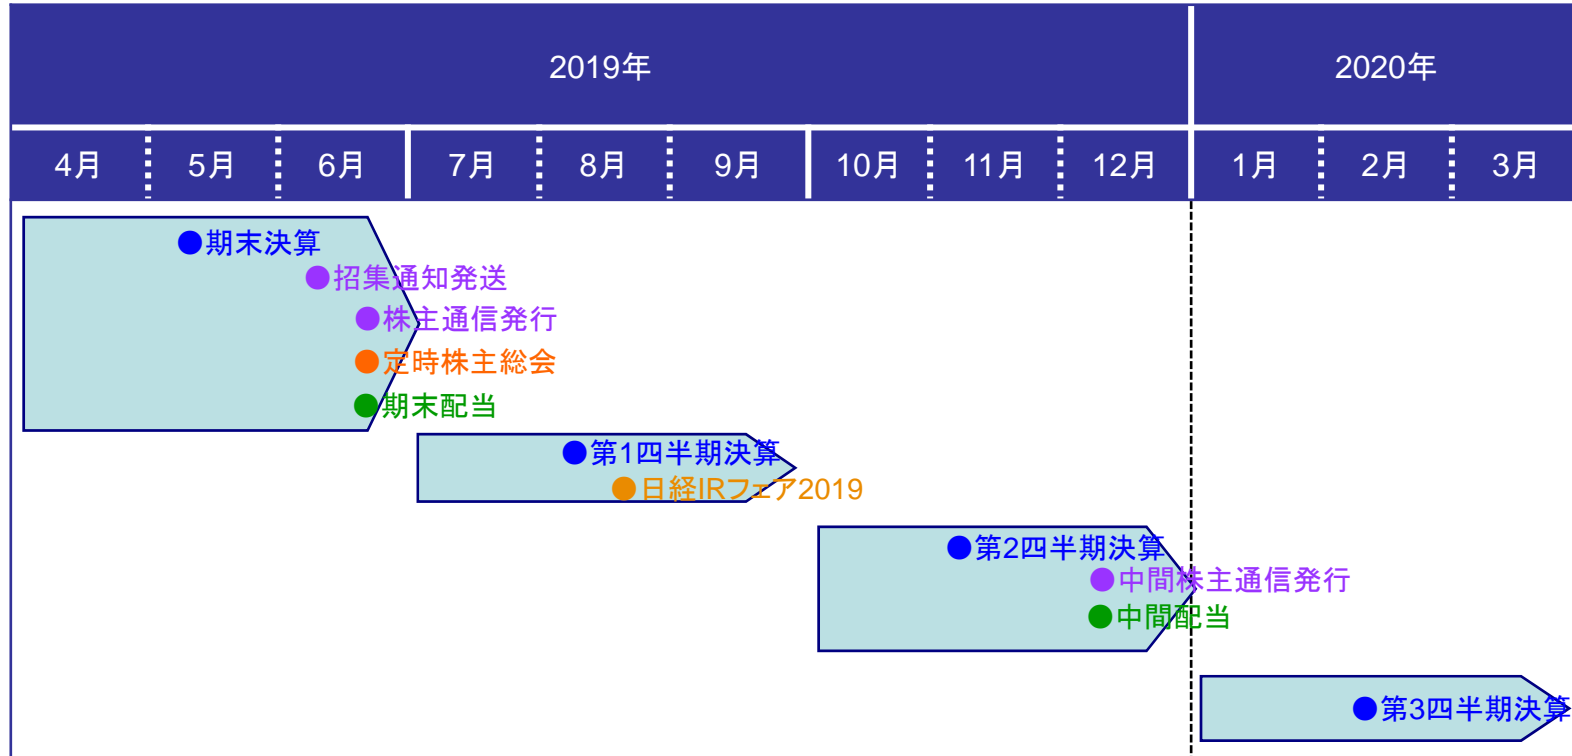 2019年 2020年
4月 5月 6月 7月 8月 9月 10月 11月 12月 1月 2月 3月
●期末決算
●招集通知発送
●株主通信発行
●定時株主総会
●期末配当
●第1四半期決算
●日経IRフェア2019
●第2四半期決算
●中間株主通信発行
●中間配当
●第3四半期決算